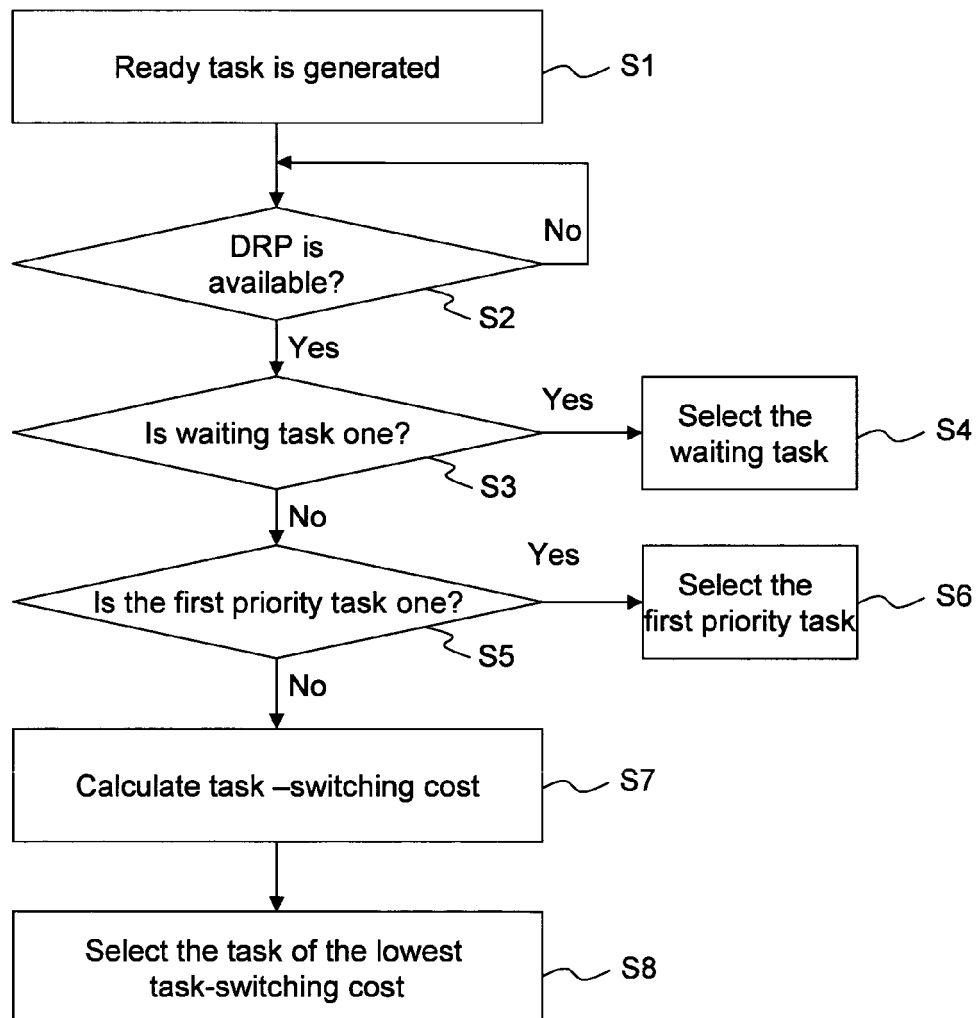 Ready task is generated
S1
DRP is
available?
No
S2
Yes
Is waiting task one?
Yes
S3
Select the
waiting task
S4
No
Is the first priority task one?
Yes
S5
Select the
first priority task
S6
No
Calculate task –switching cost
S7
Select the task of the lowest
task-switching cost
S8